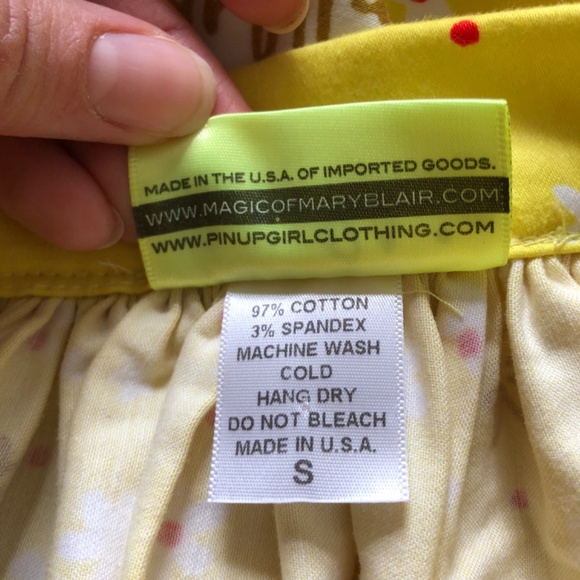 MADE IN THE U.S.A. OF IMPORTED GOODS.
WWW.MAGICOFMARYBLAIR.COM
WWW.PINUPGIRLCLOTHING.COM
97% COTTON
3% SPANDEX
MACHINE WASH
COLD
HANG DRY
DO NOT BLEACH
MADE IN U.S.A.
S